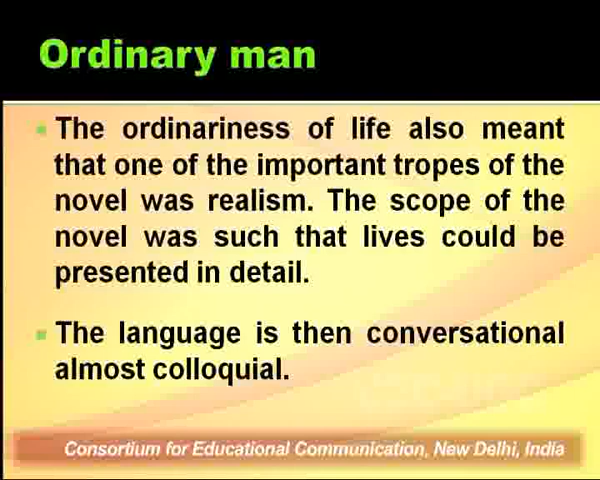 Ordinary man
The ordinariness of life also meant
that one of the important tropes of the
novel was realism. The scope of the
novel was such that lives could be
presented in detail.
The language is then conversational
almost colloquial.
Consortium for Educational Communication, New Delhi, India